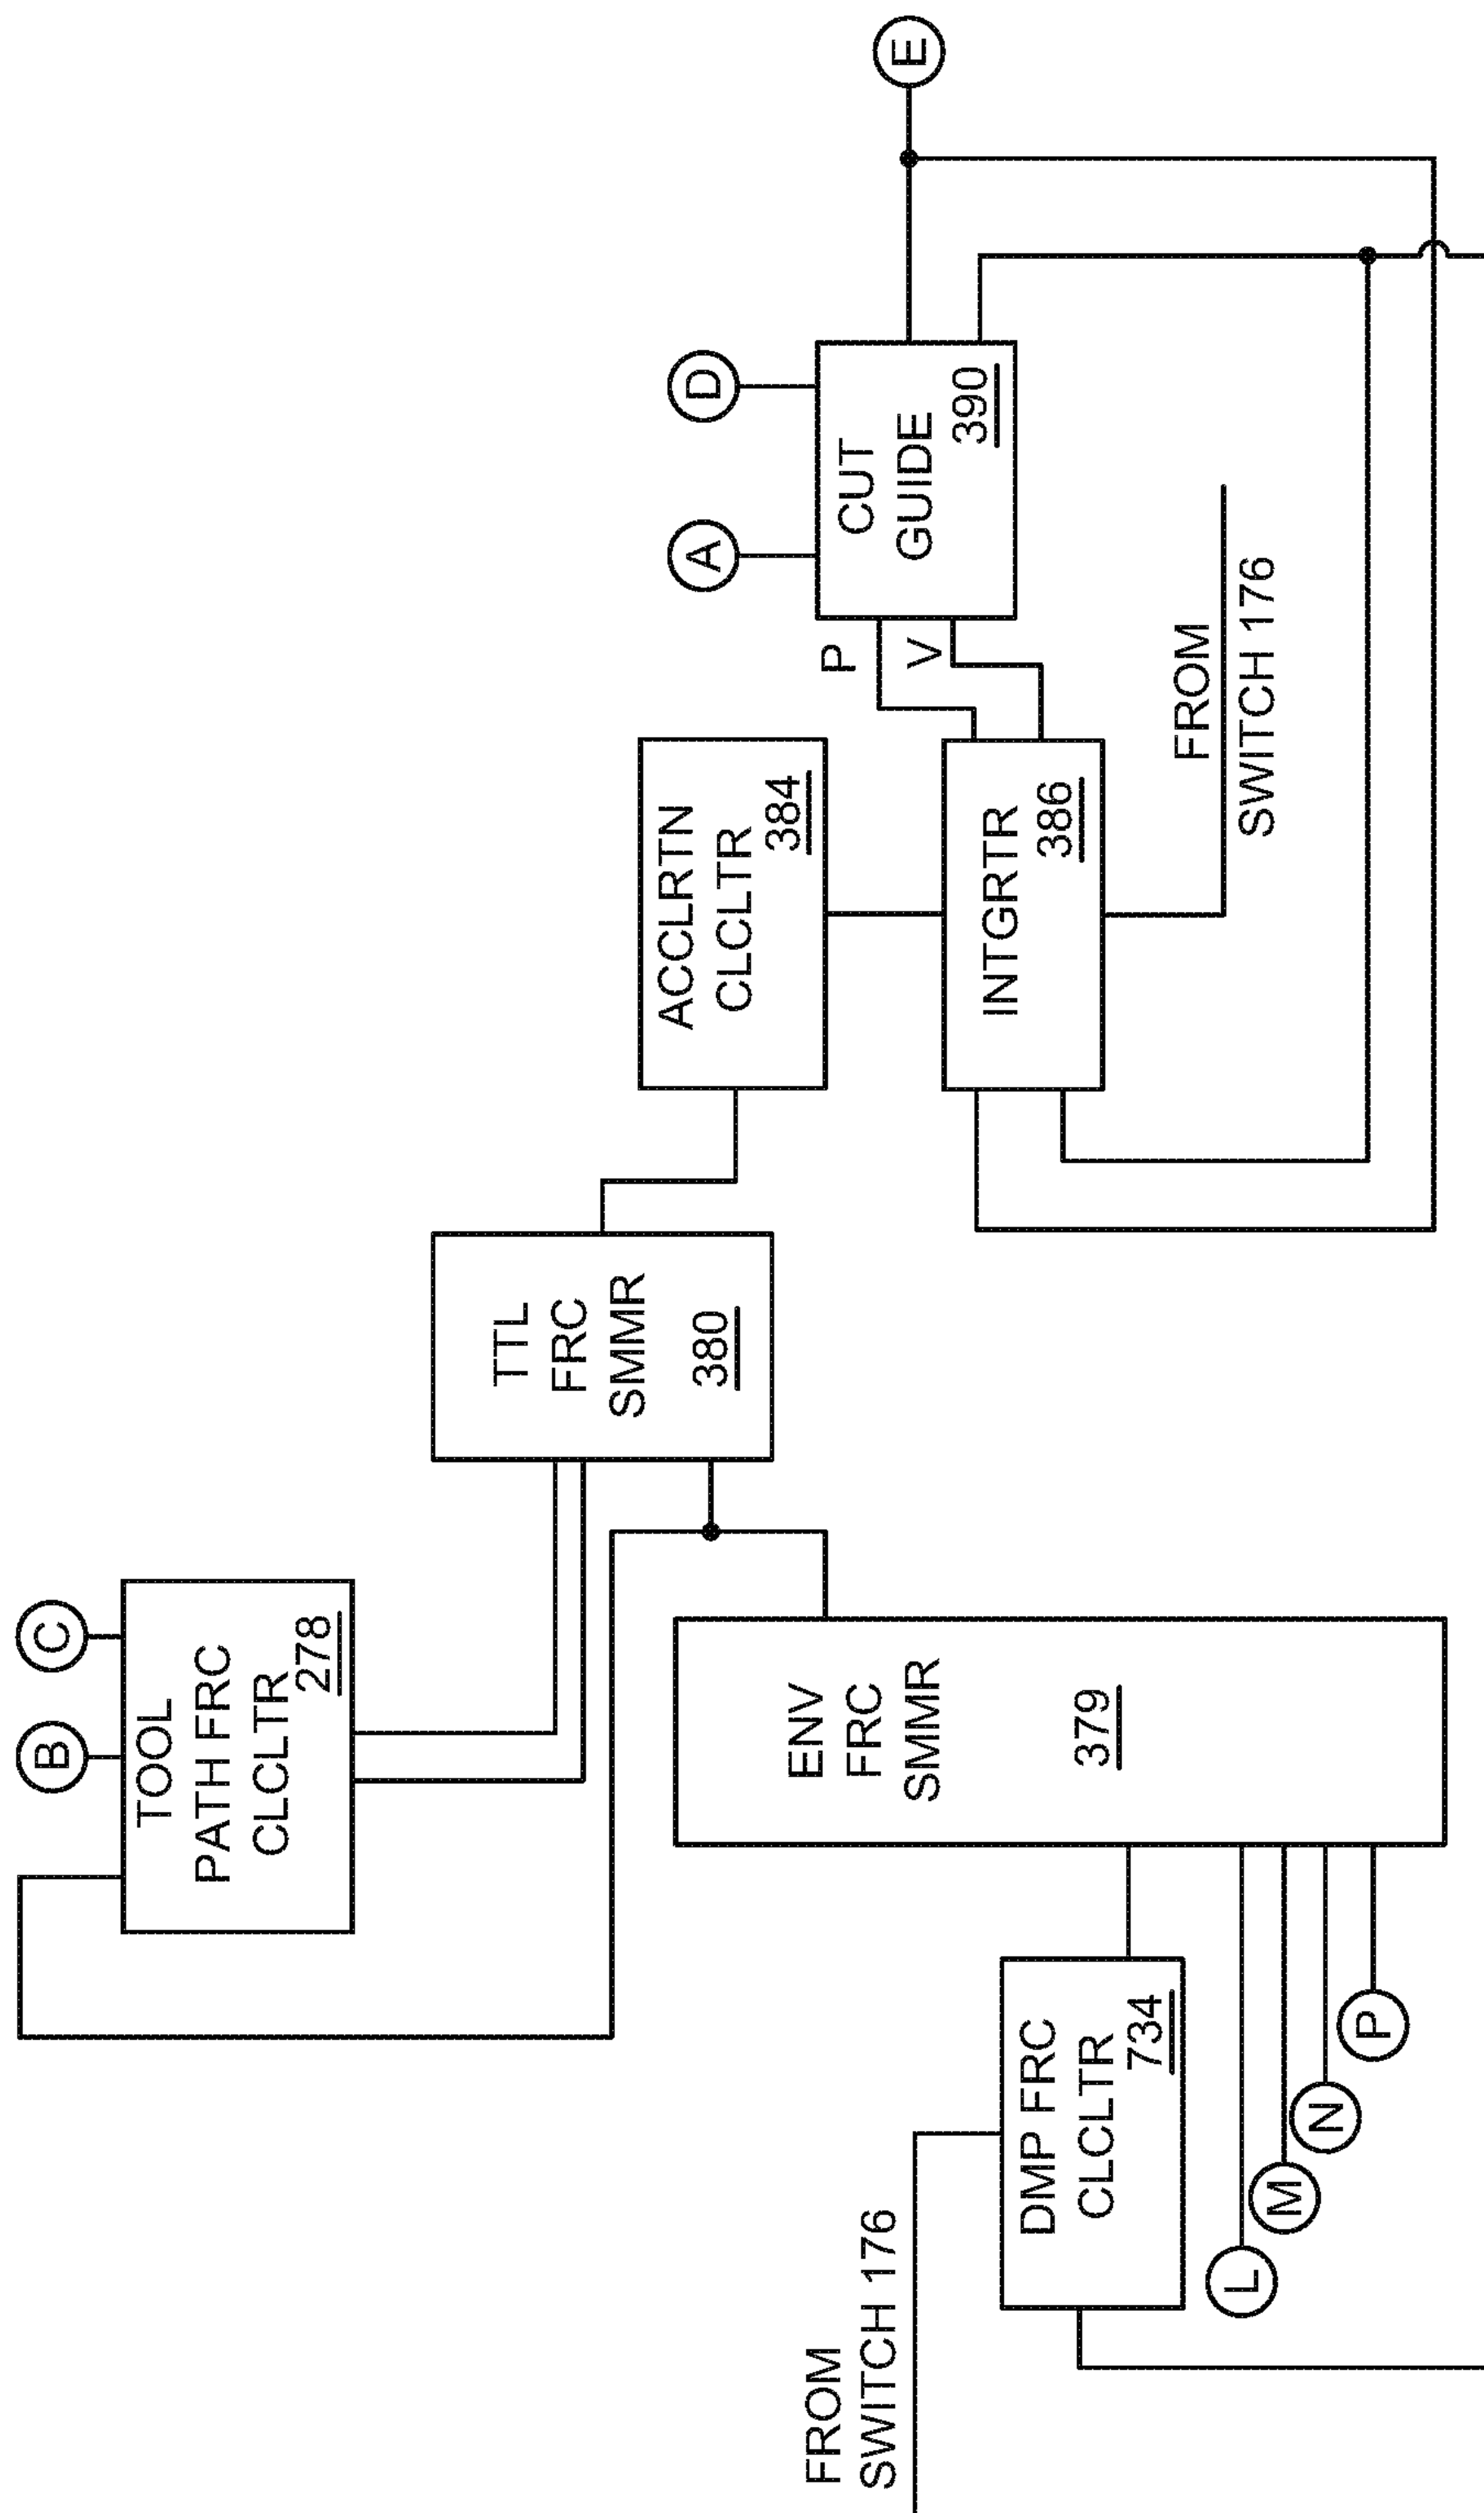 B
C
TOOL
PATH FRC
CLCLTR
278
TTL
FRC
SMMR
380
ACCLRTN
CLCLTR
384
A
D
E
P
V
CUT
GUIDE
390
INTGRTR
386
FROM
SWITCH 176
ENV
FRC
SMMR
379
FROM
SWITCH 176
DMP FRC
CLCLTR
734
L
M
N
P